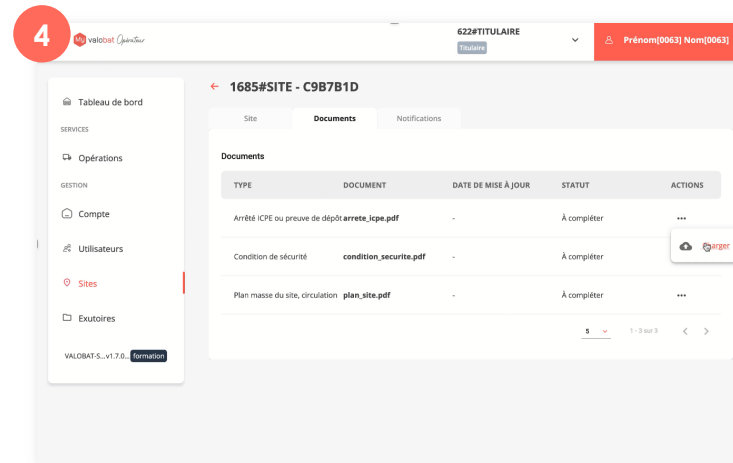 4
My valobat Opérateur
622#TITULAIRE
Titulaire
Prénom[0063] Nom[0063]
← 1685#SITE - C9B7B1D
Tableau de bord
SERVICES
Opérations
GESTION
Compte
Utilisateurs
Sites
Exutoires
VALOBAT-S...v1.7.0... formation
Site Documents Notifications
Documents
TYPE DOCUMENT DATE DE MISE À JOUR STATUT ACTIONS
Arrêté ICPE ou preuve de dépôt arrete_icpe.pdf - À compléter ...
Condition de sécurité condition_securite.pdf - À compléter
Plan masse du site, circulation plan_site.pdf - À compléter ...
5 1 - 3 sur 3 < >